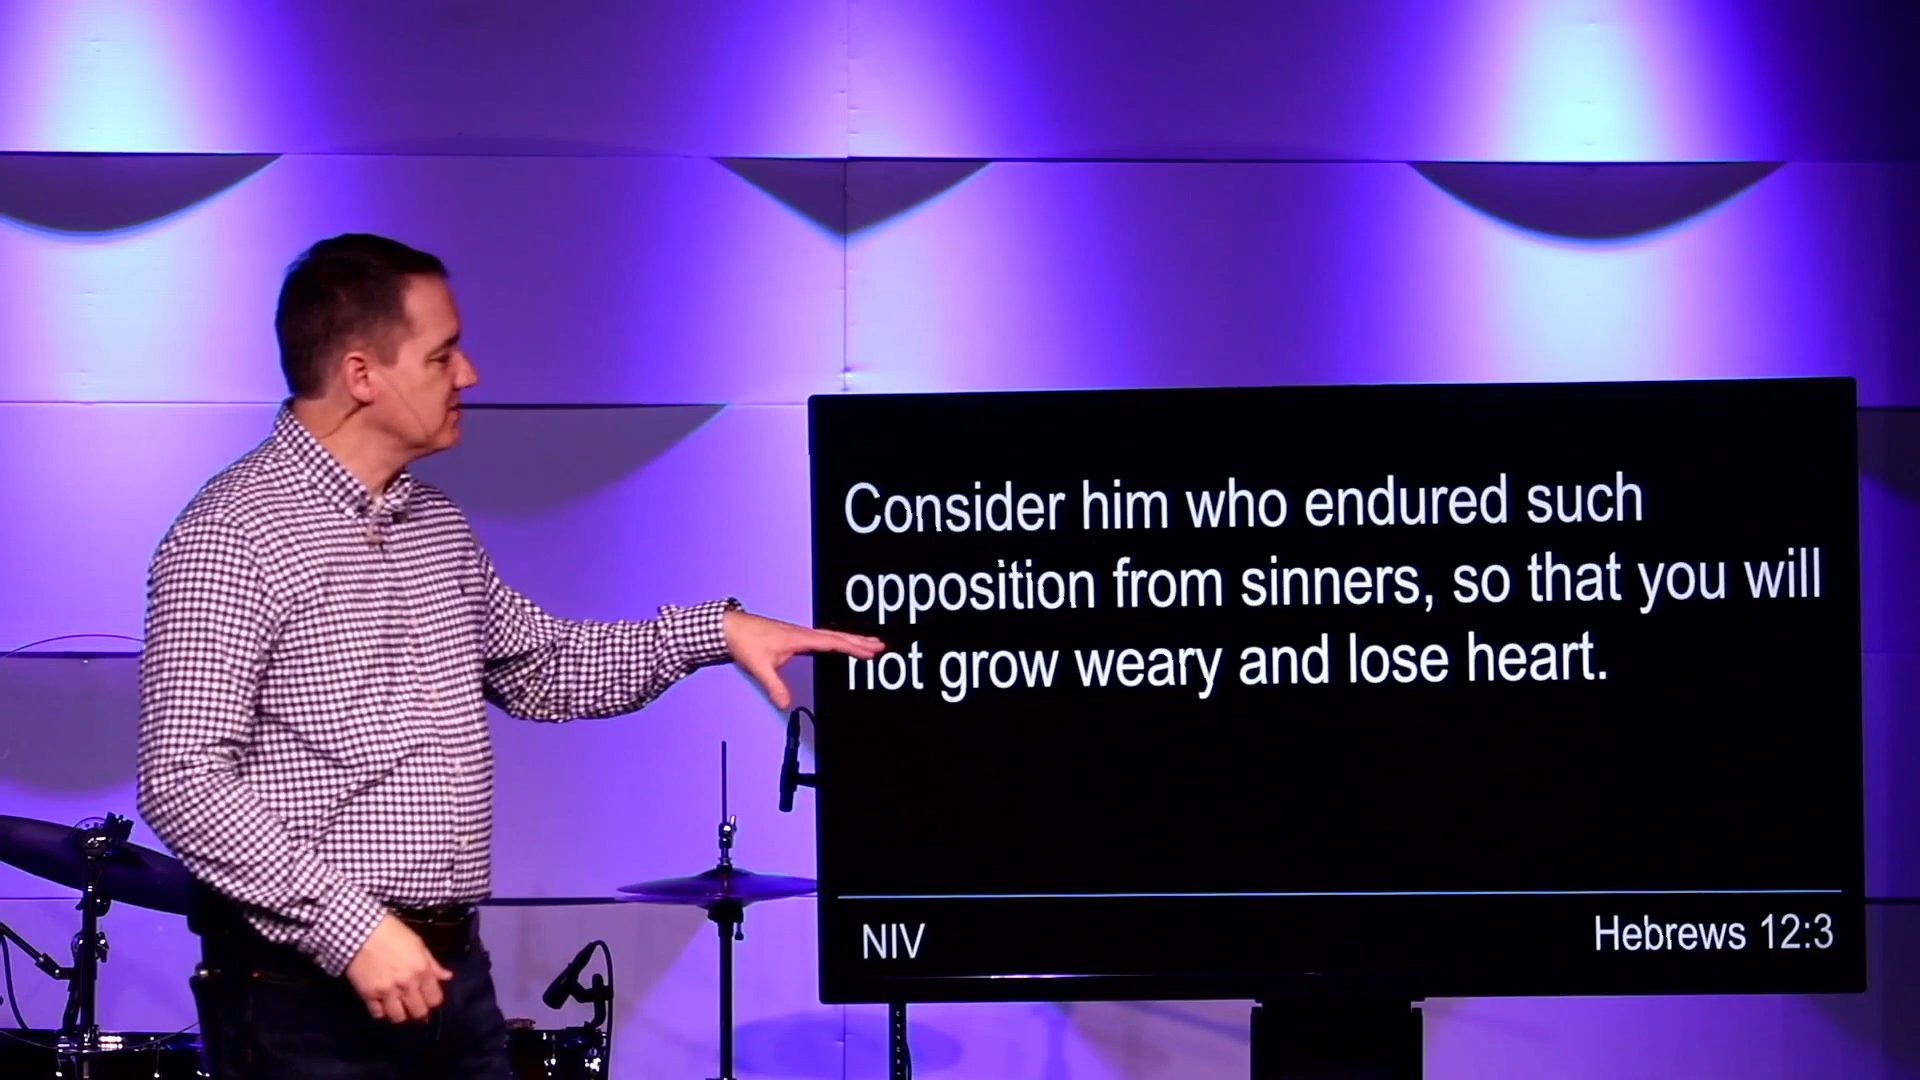 Consider him who endured such
opposition from sinners, so that you will
not grow weary and lose heart.
NIV
Hebrews 12:3